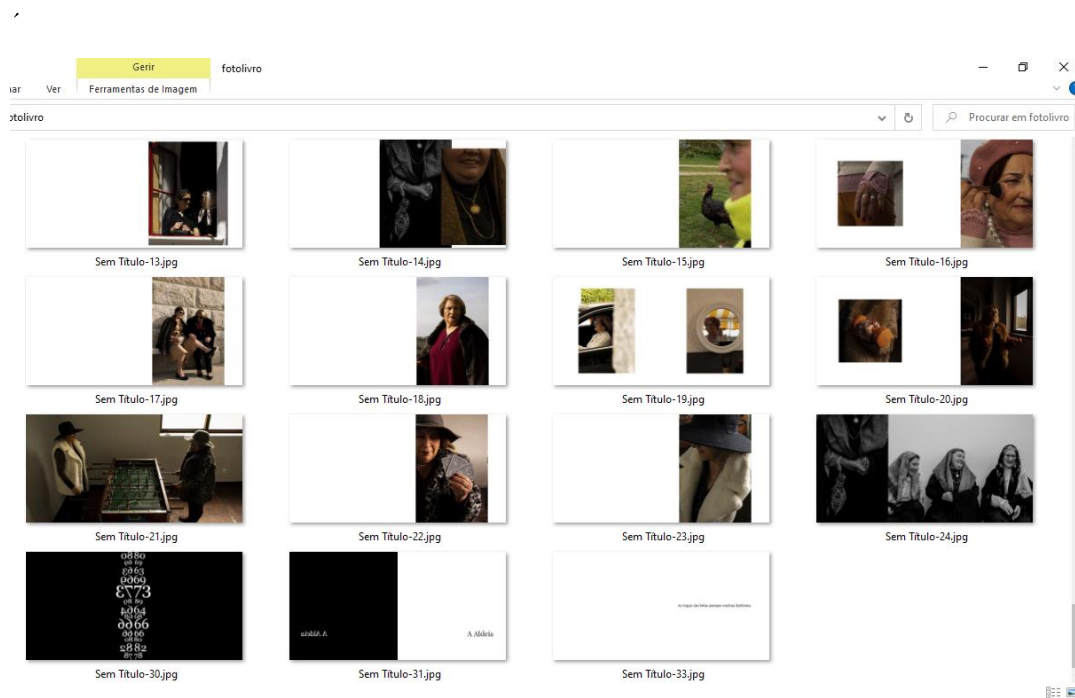 Gerir
fotolivro
Ver
Ferramentas de Imagem
Procurar em fotolivro
Sem Título-13.jpg
Sem Título-14.jpg
Sem Título-15.jpg
Sem Título-16.jpg
Sem Título-17.jpg
Sem Título-18.jpg
Sem Título-19.jpg
Sem Título-20.jpg
Sem Título-21.jpg
Sem Título-22.jpg
Sem Título-23.jpg
Sem Título-24.jpg
A Aldeia
A Aldeia
Sem Título-30.jpg
Sem Título-31.jpg
Sem Título-33.jpg